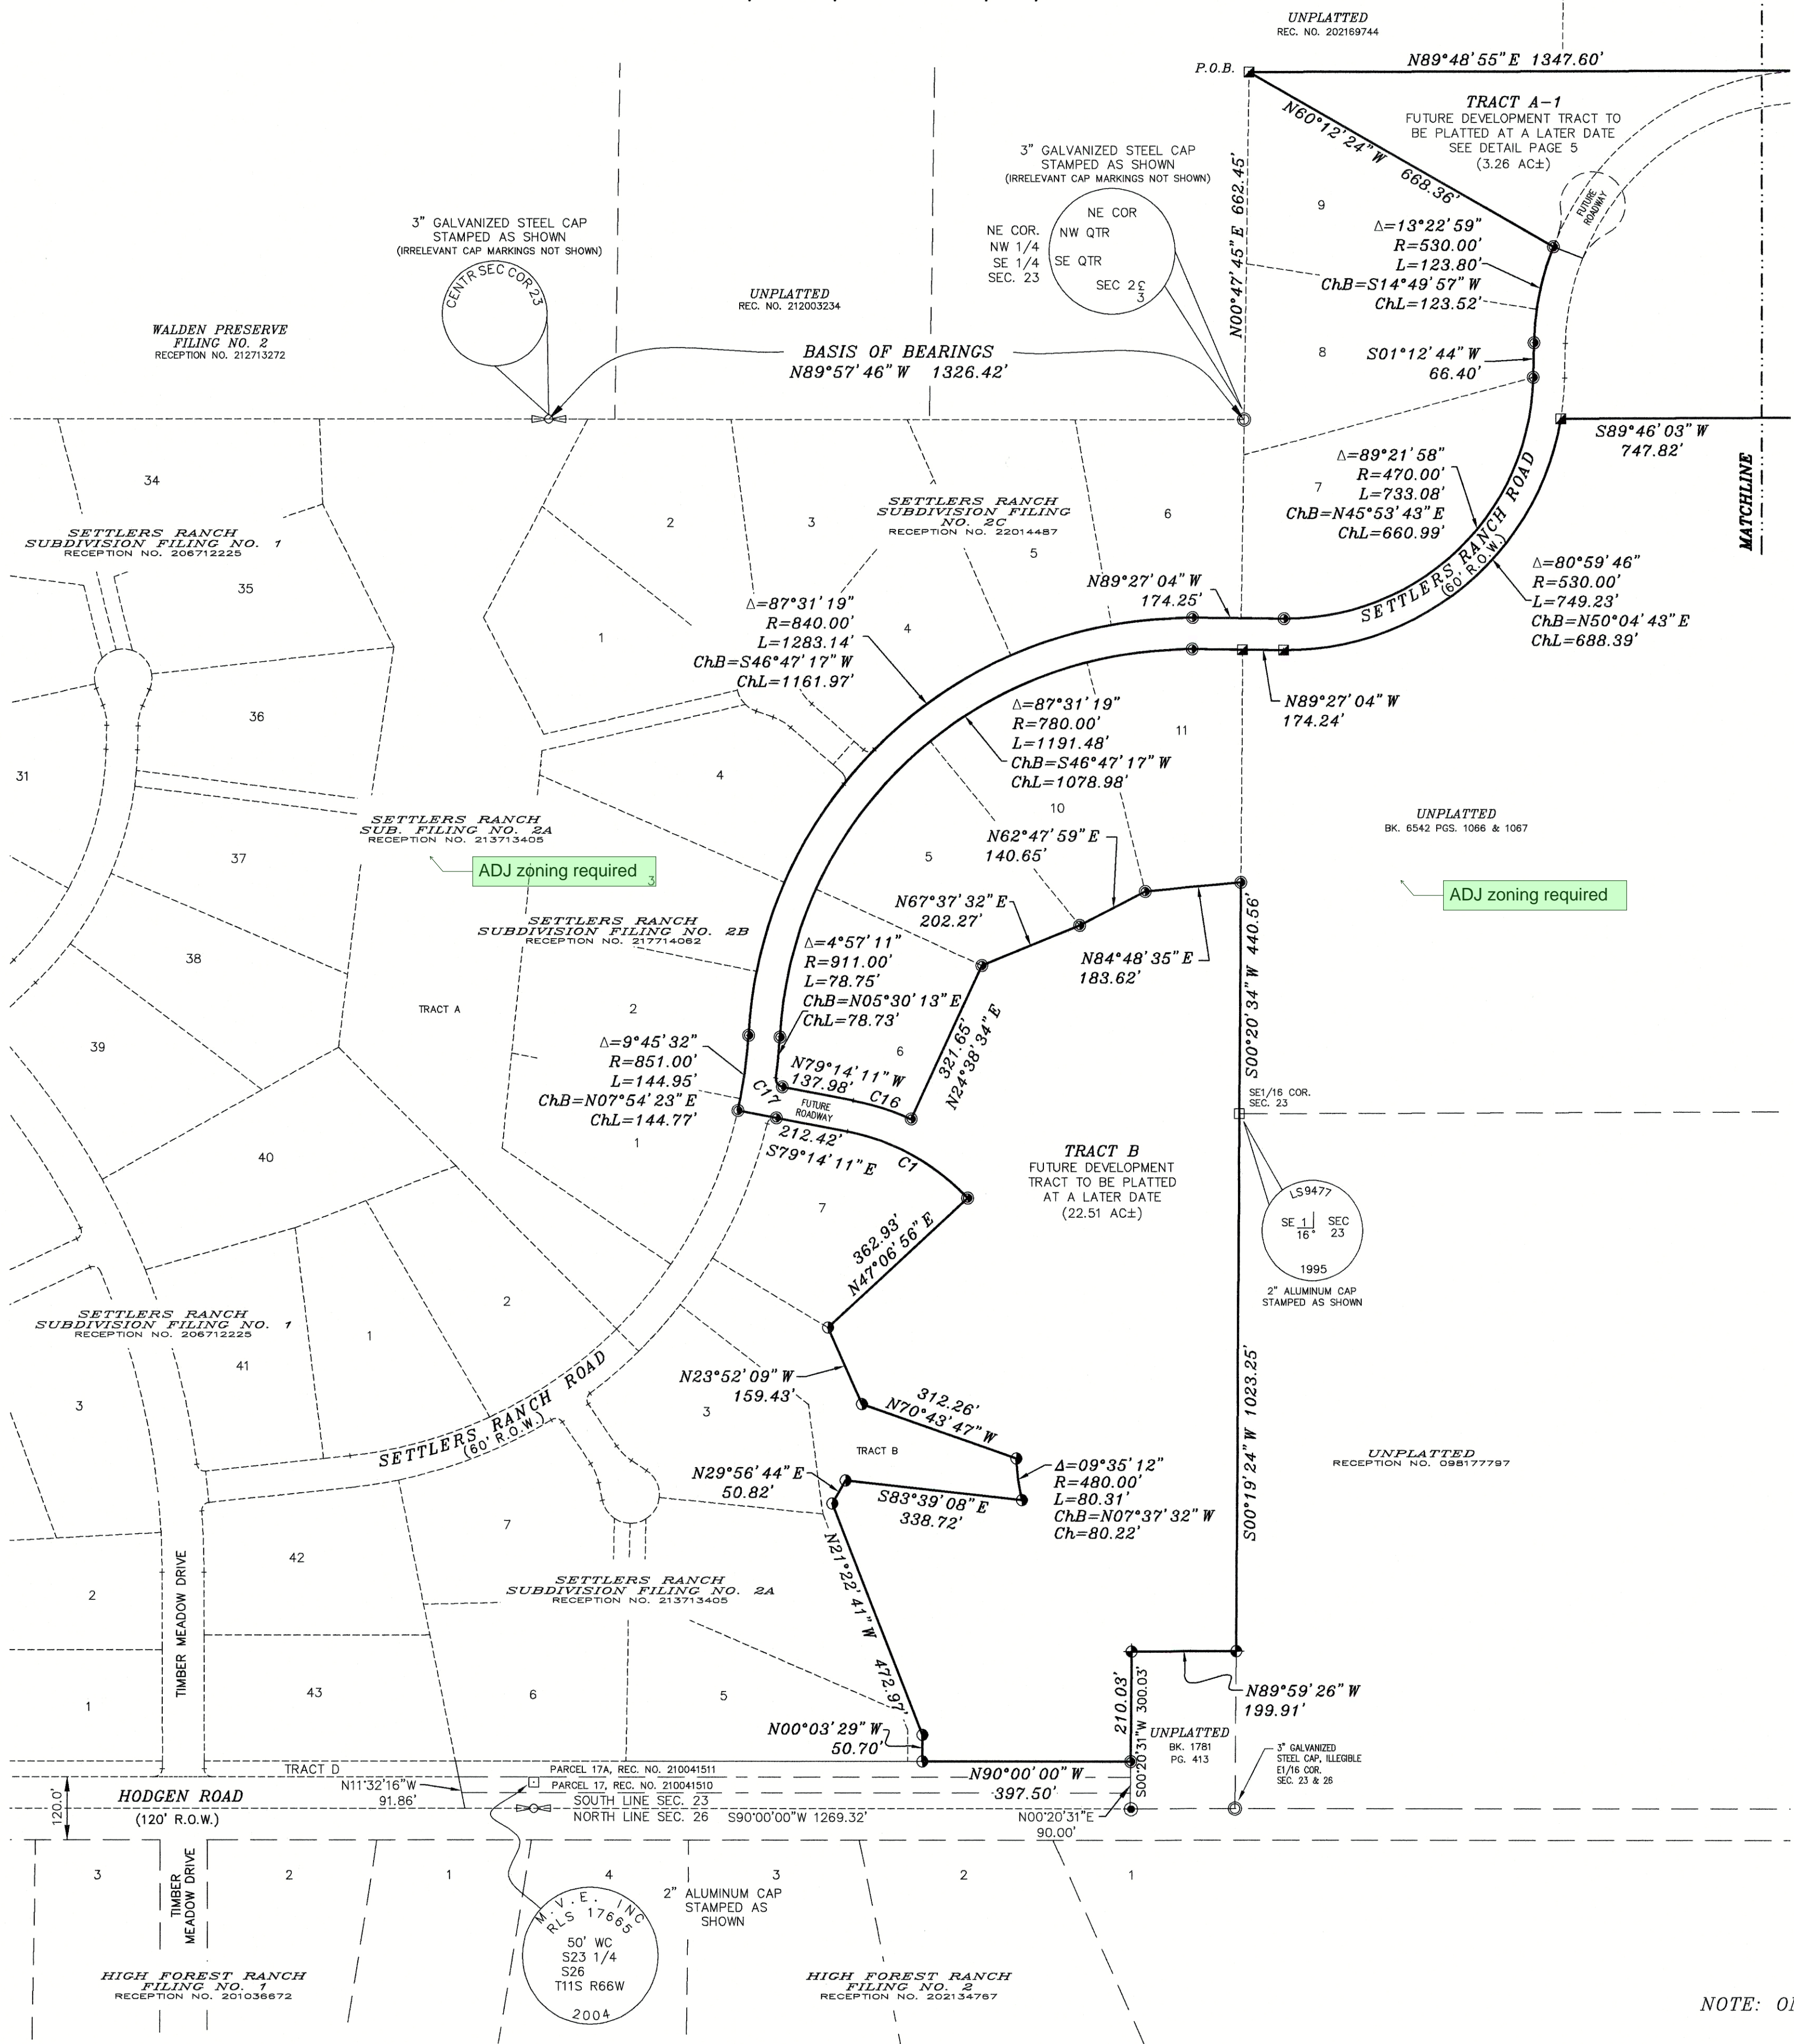 UNPLATTED
REC. NO. 202169744
P.O.B.
N89°48'55"E 1347.60'
TRACT A-1
FUTURE DEVELOPMENT TRACT TO
BE PLATTED AT A LATER DATE
SEE DETAIL PAGE 5
(3.26 AC±)
N60°12'24"W 668.36'
FUTURE
ROADWAY
N00°47'45"E 662.45'
9
Δ=13°22'59"
R=530.00'
L=123.80'
ChB=S14°49'57"W
ChL=123.52'
8
S01°12'44"W
66.40'
3" GALVANIZED STEEL CAP
STAMPED AS SHOWN
(IRRELEVANT CAP MARKINGS NOT SHOWN)
NE COR
NW QTR
SE QTR
SEC 2
3
NE COR.
NW 1/4
SE 1/4
SEC. 23
3" GALVANIZED STEEL CAP
STAMPED AS SHOWN
(IRRELEVANT CAP MARKINGS NOT SHOWN)
CENTR SEC COR 23
UNPLATTED
REC. NO. 212003234
WALDEN PRESERVE
FILING NO. 2
RECEPTION NO. 212713272
BASIS OF BEARINGS
N89°57'46"W 1326.42'
S89°46'03"W
747.82'
MATCHLINE
Δ=89°21'58"
R=470.00'
L=733.08'
ChB=N45°53'43"E
ChL=660.99'
7
SETTLERS RANCH ROAD
(60' R.O.W.)
Δ=80°59'46"
R=530.00'
L=749.23'
ChB=N50°04'43"E
ChL=688.39'
34
SETTLERS RANCH
SUBDIVISION FILING NO. 1
RECEPTION NO. 206712225
35
2
3
SETTLERS RANCH
SUBDIVISION FILING
NO. 2C
RECEPTION NO. 22014487
5
6
N89°27'04"W
174.25'
Δ=87°31'19"
R=840.00'
L=1283.14'
ChB=S46°47'17"W
ChL=1161.97'
4
1
N89°27'04"W
174.24'
Δ=87°31'19"
R=780.00'
L=1191.48'
ChB=S46°47'17"W
ChL=1078.98'
11
36
31
4
10
UNPLATTED
BK. 6542 PGS. 1066 & 1067
SETTLERS RANCH
SUB. FILING NO. 2A
RECEPTION NO. 213713405
37
ADJ zoning required
3
ADJ zoning required
5
N62°47'59"E
140.65'
N67°37'32"E
202.27'
N84°48'35"E
183.62'
S00°20'34"W 440.56'
SETTLERS RANCH
SUBDIVISION FILING NO. 2B
RECEPTION NO. 217714062
Δ=4°57'11"
R=911.00'
L=78.75'
ChB=N05°30'13"E
ChL=78.73'
38
TRACT A
2
39
Δ=9°45'32"
R=851.00'
L=144.95'
ChB=N07°54'23"E
ChL=144.77'
6
321.65'
N24°38'34"E
N79°14'11"W
137.98'
C16
C17
FUTURE
ROADWAY
212.42'
S79°14'11"E
C1
SE1/16 COR.
SEC. 23
1
40
TRACT B
FUTURE DEVELOPMENT
TRACT TO BE PLATTED
AT A LATER DATE
(22.51 AC±)
LS9477
SE 1 SEC
16 23
1995
2" ALUMINUM CAP
STAMPED AS SHOWN
7
362.93'
N47°06'56"E
SETTLERS RANCH
SUBDIVISION FILING NO. 1
RECEPTION NO. 206712225
2
1
41
3
SETTLERS RANCH ROAD
(60' R.O.W.)
N23°52'09"W
159.43'
312.26'
N70°43'47"W
3
TRACT B
S00°19'24"W 1023.25'
UNPLATTED
RECEPTION NO. 098177797
N29°56'44"E
50.82'
S83°39'08"E
338.72'
Δ=09°35'12"
R=480.00'
L=80.31'
ChB=N07°37'32"W
Ch=80.22'
7
42
2
TIMBER MEADOW DRIVE
SETTLERS RANCH
SUBDIVISION FILING NO. 2A
RECEPTION NO. 213713405
N21°22'41"W 472.97'
43
6
5
1
N00°03'29"W
50.70'
210.03'
S00°20'31"W 300.03'
N89°59'26"W
199.91'
UNPLATTED
BK. 1781
PG. 413
3" GALVANIZED
STEEL CAP, ILLEGIBLE
E1/16 COR.
SEC. 23 & 26
TRACT D
PARCEL 17A, REC. NO. 210041511
N11°32'16"W
91.86'
PARCEL 17, REC. NO. 210041510
N90°00'00"W
397.50'
120.0'
HODGEN ROAD
(120' R.O.W.)
SOUTH LINE SEC. 23
NORTH LINE SEC. 26 S90°00'00"W 1269.32'
N00°20'31"E
90.00'
3
TIMBER
MEADOW DRIVE
2
1
4
3
2
1
2" ALUMINUM CAP
STAMPED AS
SHOWN
M.V.E. INC
RLS 17665
50' WC
S23 1/4
S26
T11S R66W
2004
HIGH FOREST RANCH
FILING NO. 1
RECEPTION NO. 201036672
HIGH FOREST RANCH
FILING NO. 2
RECEPTION NO. 202134767
NOTE: